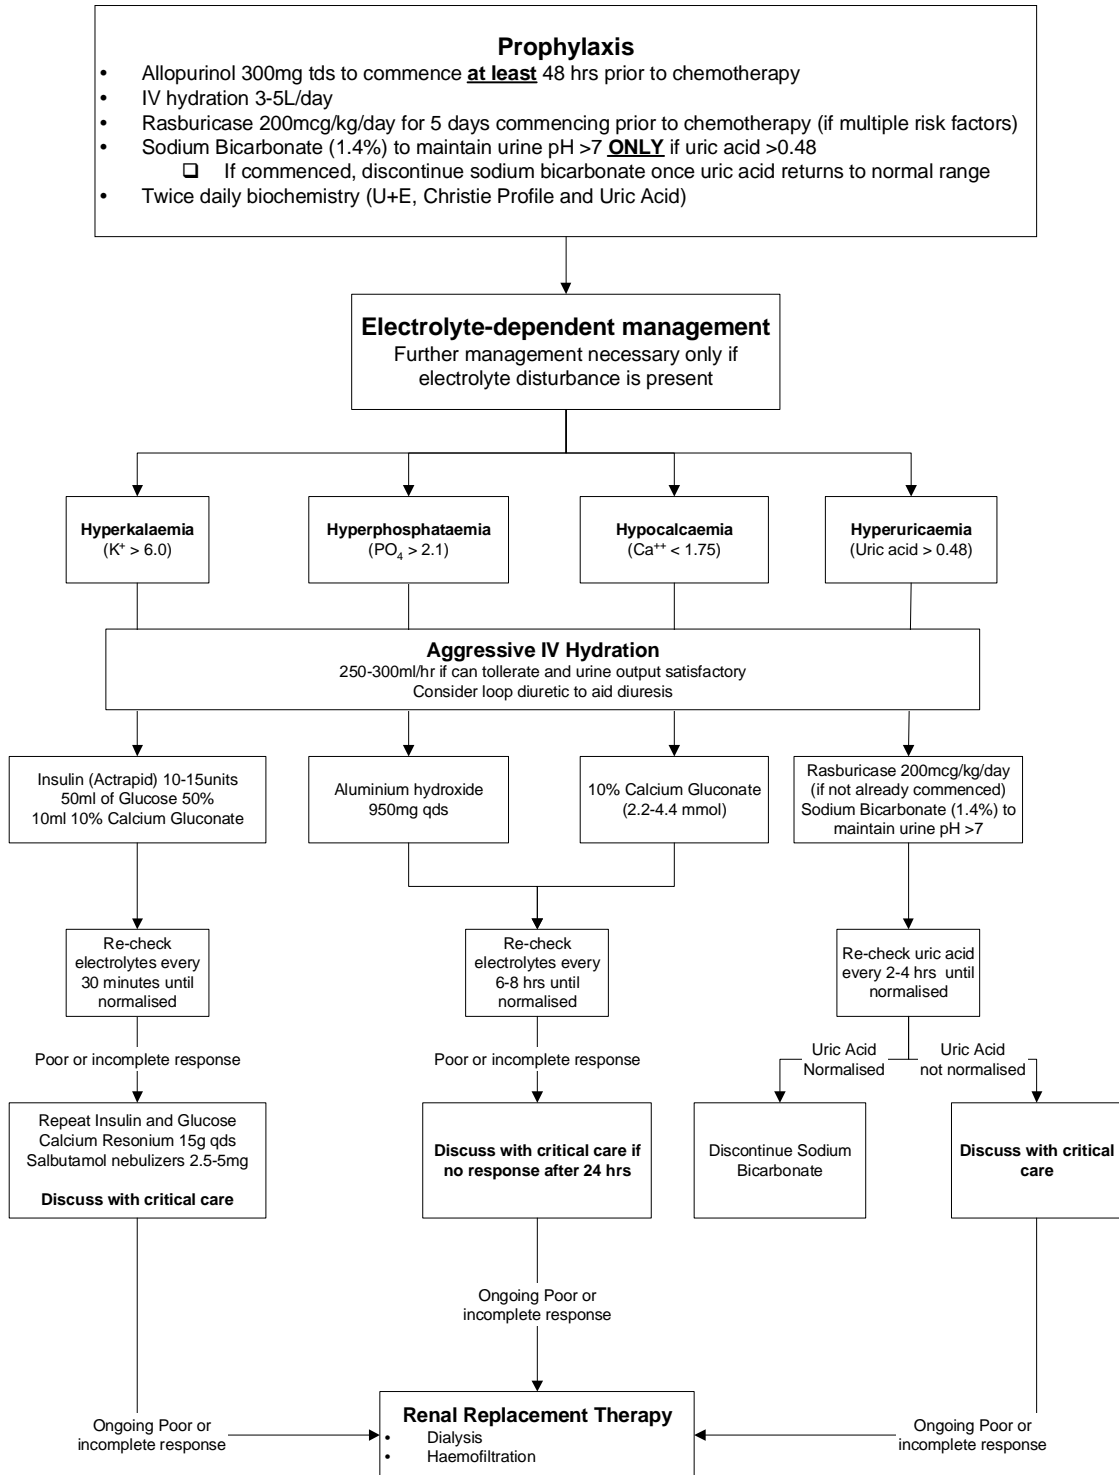 Prophylaxis
• Allopurinol 300mg tds to commence at least 48 hrs prior to chemotherapy
• IV hydration 3-5L/day
• Rasburicase 200mcg/kg/day for 5 days commencing prior to chemotherapy (if multiple risk factors)
• Sodium Bicarbonate (1.4%) to maintain urine pH >7 ONLY if uric acid >0.48
❑ If commenced, discontinue sodium bicarbonate once uric acid returns to normal range
• Twice daily biochemistry (U+E, Christie Profile and Uric Acid)
Electrolyte-dependent management
Further management necessary only if
electrolyte disturbance is present
Hyperkalaemia
(K⁺ > 6.0)
Hyperphosphataemia
(PO₄ > 2.1)
Hypocalcaemia
(Ca⁺⁺ < 1.75)
Hyperuricaemia
(Uric acid > 0.48)
Aggressive IV Hydration
250-300ml/hr if can tollerate and urine output satisfactory
Consider loop diuretic to aid diuresis
Insulin (Actrapid) 10-15units
50ml of Glucose 50%
10ml 10% Calcium Gluconate
Aluminium hydroxide
950mg qds
10% Calcium Gluconate
(2.2-4.4 mmol)
Rasburicase 200mcg/kg/day
(if not already commenced)
Sodium Bicarbonate (1.4%) to
maintain urine pH >7
Re-check
electrolytes every
30 minutes until
normalised
Re-check
electrolytes every
6-8 hrs until
normalised
Re-check uric acid
every 2-4 hrs until
normalised
Poor or incomplete response
Poor or incomplete response
Uric Acid
Normalised
Uric Acid
not normalised
Repeat Insulin and Glucose
Calcium Resonium 15g qds
Salbutamol nebulizers 2.5-5mg
Discuss with critical care
Discuss with critical care if
no response after 24 hrs
Discontinue Sodium
Bicarbonate
Discuss with critical
care
Ongoing Poor or
incomplete response
Ongoing Poor or
incomplete response
Renal Replacement Therapy
• Dialysis
• Haemofiltration
Ongoing Poor or
incomplete response